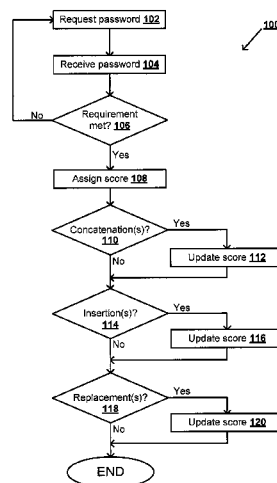 Request password 102
100
Receive password 104
Requirement
met? 106
No
Yes
Assign score 108
Concatenation(s)?
110
Yes
No
Update score 112
Insertion(s)?
114
Yes
No
Update score 116
Replacement(s)?
118
Yes
No
Update score 120
END